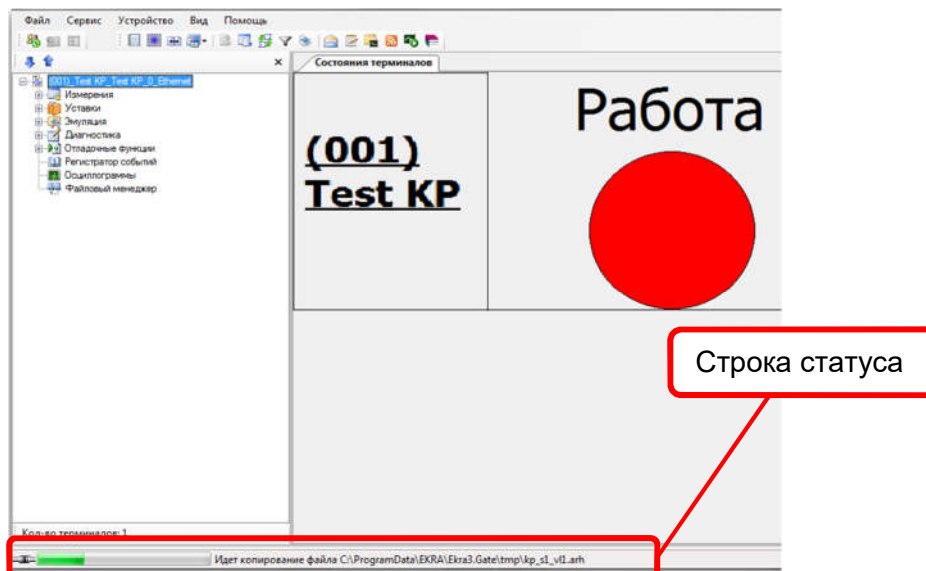 Файл Сервис Устройство Вид Помощь
Состояния терминалов
(001)_Test KP_Test KP_0_Ethernet
Измерения
Уставки
Эмуляция
Диагностика
Отладочные функции
Регистратор событий
Осциллограммы
Файловый менеджер
(001)
Test KP
Работа
Строка статуса
Кол-во терминалов: 1
Идет копирование файла C:\ProgramData\EKRA\Ekra3.Gate\tmp\kp_s1_vl1.arh